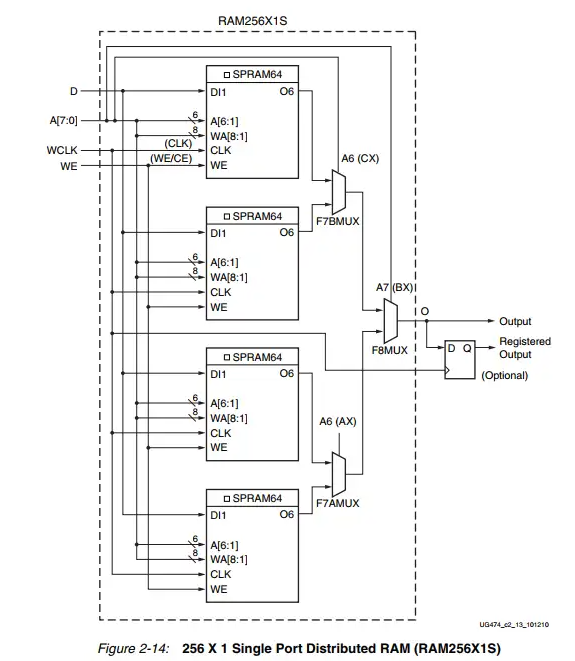 RAM256X1S
SPRAM64
D
DI1
O6
A[7:0]
6
A[6:1]
8
WA[8:1]
WCLK
(CLK)
CLK
WE
(WE/CE)
WE
A6 (CX)
F7BMUX
SPRAM64
DI1
O6
6
A[6:1]
8
WA[8:1]
CLK
WE
A7 (BX)
O
Output
F8MUX
D Q
Registered
Output
(Optional)
SPRAM64
DI1
O6
6
A[6:1]
8
WA[8:1]
CLK
WE
A6 (AX)
F7AMUX
SPRAM64
DI1
O6
6
A[6:1]
8
WA[8:1]
CLK
WE
UG474_c2_13_101210
Figure 2-14: 256 X 1 Single Port Distributed RAM (RAM256X1S)